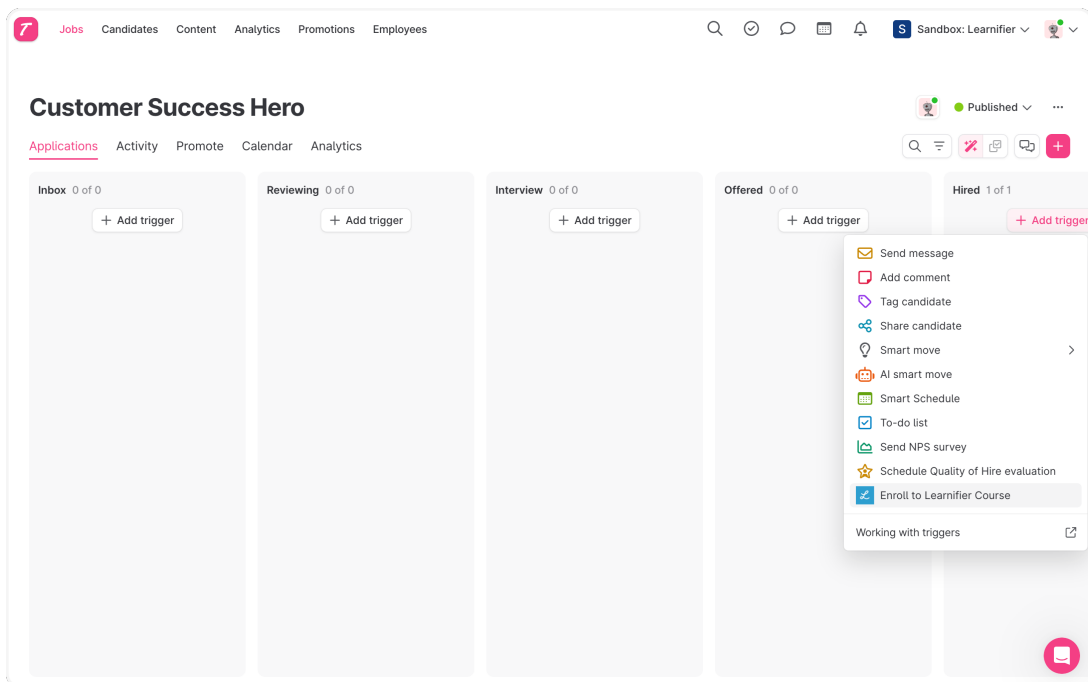 Jobs Candidates Content Analytics Promotions Employees S Sandbox: Learnifier
Customer Success Hero
Published
Applications Activity Promote Calendar Analytics
Inbox 0 of 0 Reviewing 0 of 0 Interview 0 of 0 Offered 0 of 0 Hired 1 of 1
Add trigger Add trigger Add trigger Add trigger Add trigger
Send message
Add comment
Tag candidate
Share candidate
Smart move
AI smart move
Smart Schedule
To-do list
Send NPS survey
Schedule Quality of Hire evaluation
Enroll to Learnifier Course
Working with triggers